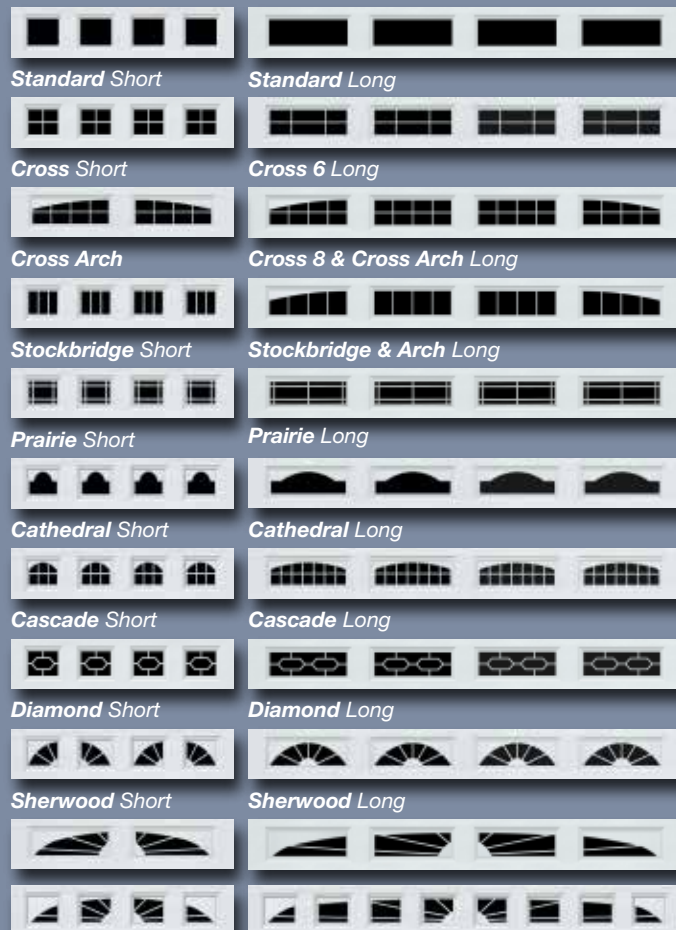 Standard Short
Standard Long
Cross Short
Cross 6 Long
Cross Arch
Cross 8 & Cross Arch Long
Stockbridge Short
Stockbridge & Arch Long
Prairie Short
Prairie Long
Cathedral Short
Cathedral Long
Cascade Short
Cascade Long
Diamond Short
Diamond Long
Sherwood Short
Sherwood Long